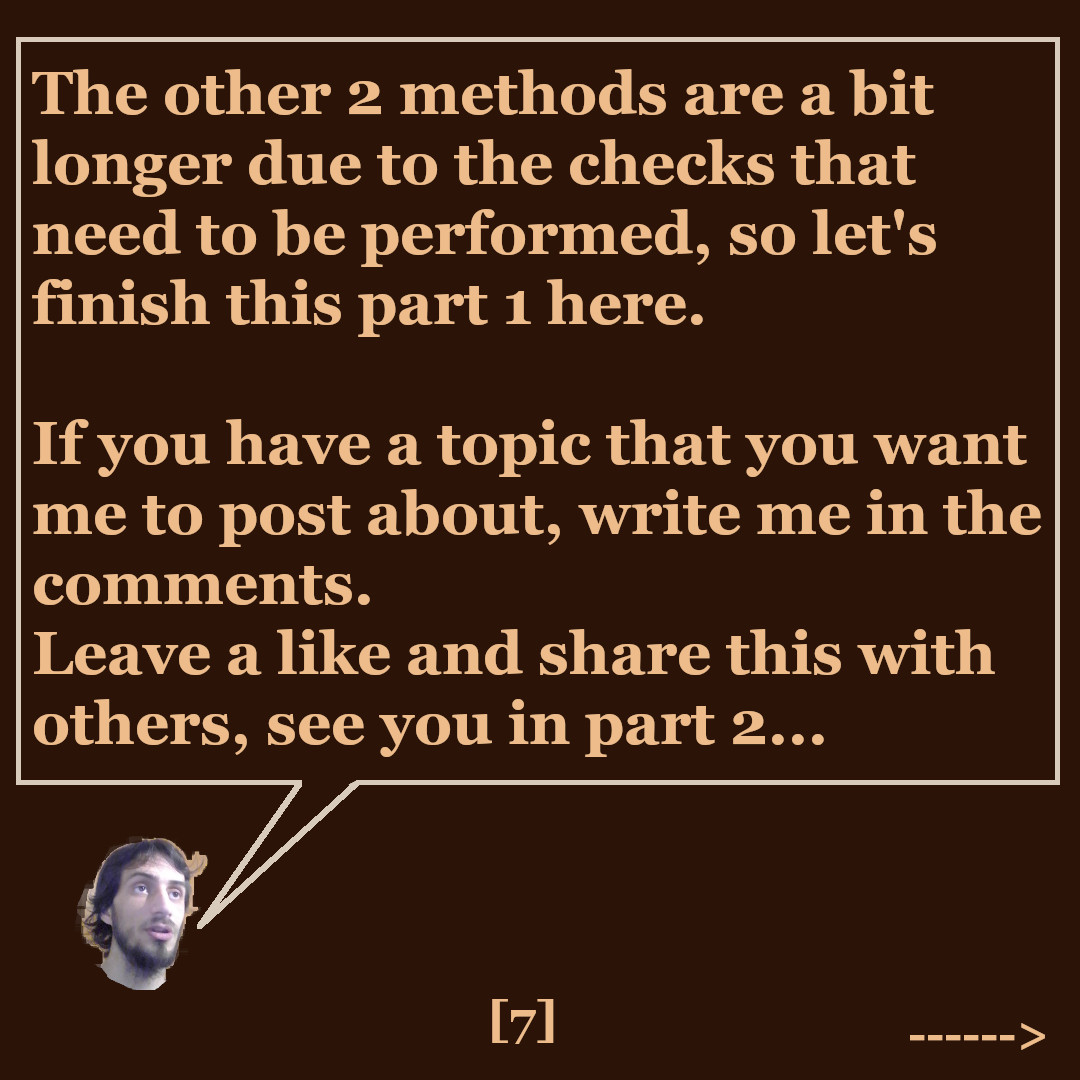 The other 2 methods are a bit
longer due to the checks that
need to be performed, so let's
finish this part 1 here.
If you have a topic that you want
me to post about, write me in the
comments.
Leave a like and share this with
others, see you in part 2...
[7]
------>